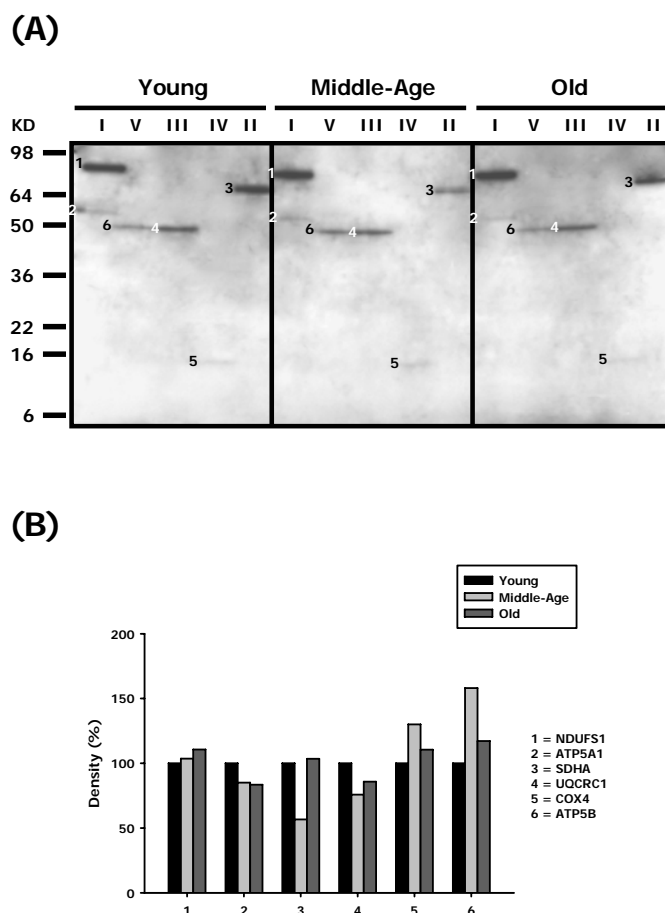 (A)
Young Middle-Age Old
KD I V III IV II I V III IV II I V III IV II
98
64
50
36
22
16
6
1 2 3 4 5 6
1 2 3 4 5 6
1 2 3 4 5 6
(B)
Young
Middle-Age
Old
Density (%)
200
150
100
50
0
1 2 3 4 5 6
1 = NDUFS1
2 = ATP5A1
3 = SDHA
4 = UQCRC1
5 = COX4
6 = ATP5B